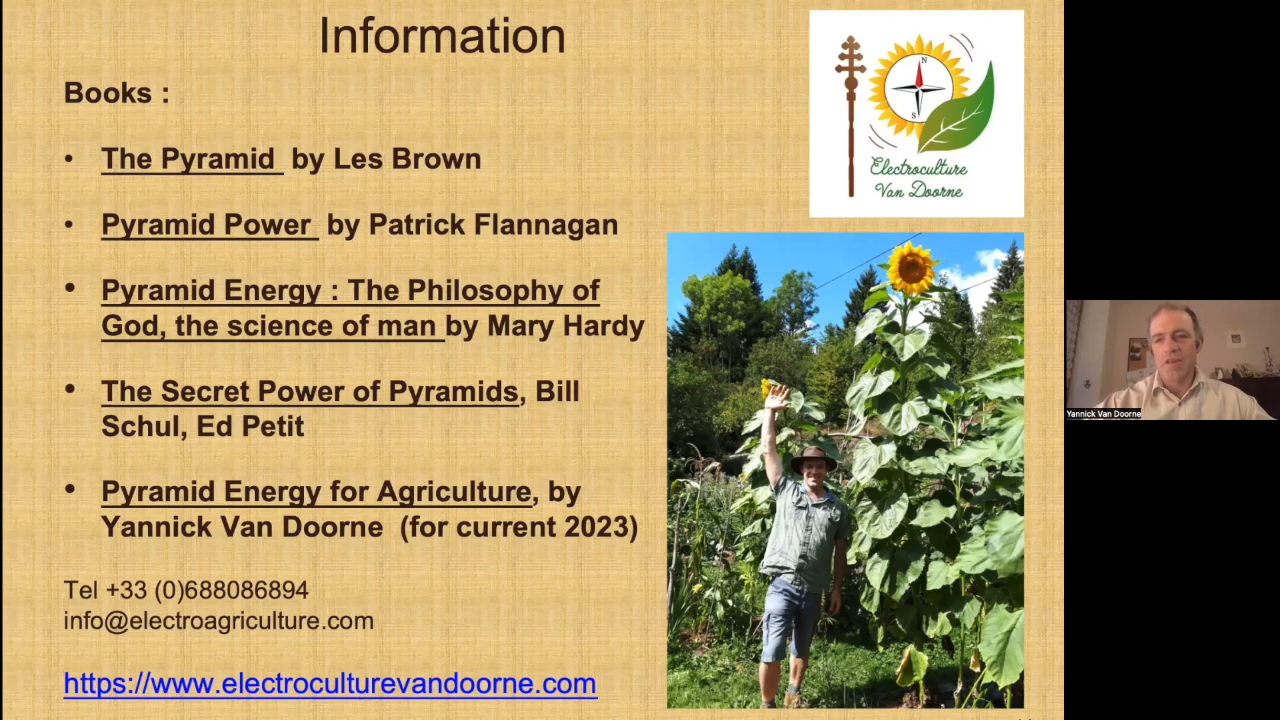 Information
Books :
• The Pyramid by Les Brown
• Pyramid Power by Patrick Flannagan
• Pyramid Energy : The Philosophy of
God, the science of man by Mary Hardy
• The Secret Power of Pyramids, Bill
Schul, Ed Petit
• Pyramid Energy for Agriculture, by
Yannick Van Doorne (for current 2023)
Tel +33 (0)688086894
info@electroagriculture.com
https://www.electroculturevandoorne.com
N
S
Electroculture
Van Doorne
Yannick Van Doorne